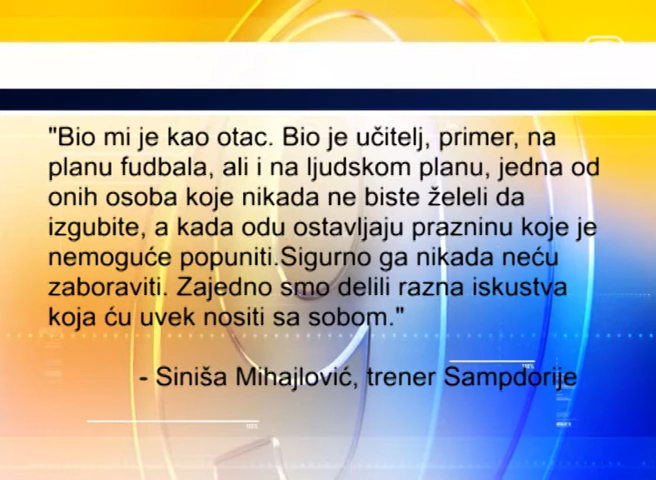 "Bio mi je kao otac. Bio je učitelj, primer, na
planu fudbala, ali i na ljudskom planu, jedna od
onih osoba koje nikada ne biste želeli da
izgubite, a kada odu ostavljaju prazninu koje je
nemoguće popuniti.Sigurno ga nikada neću
zaboraviti. Zajedno smo delili razna iskustva
koja ću uvek nositi sa sobom."
- Siniša Mihajlović, trener Sampdorije